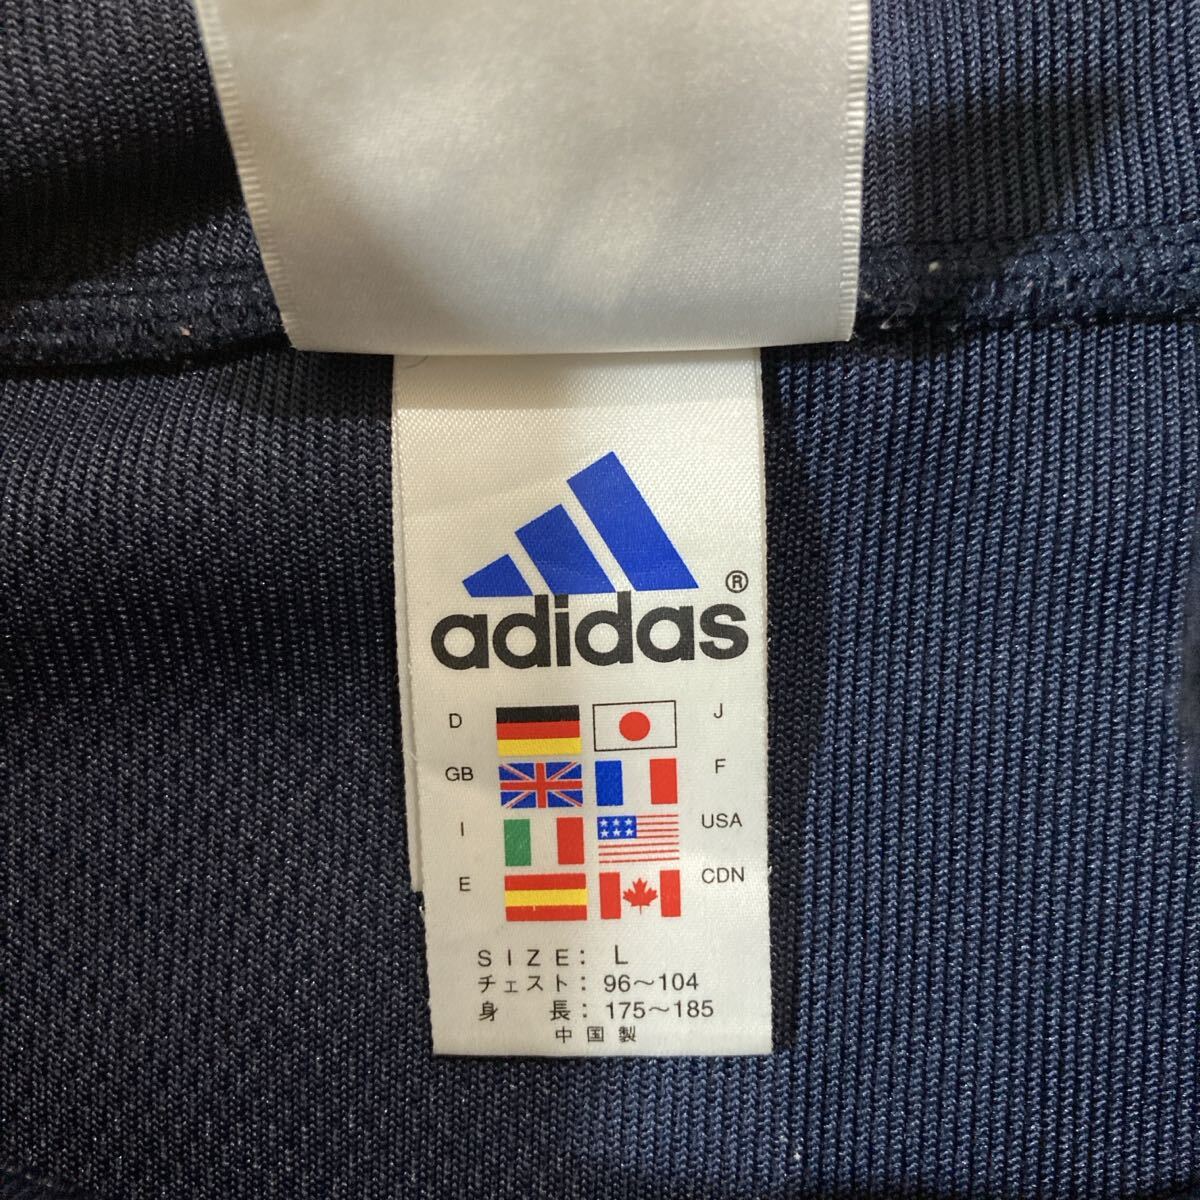 adidas®
D J
GB F
I USA
E CDN
SIZE: L
チェスト: 96～104
身 長: 175～185
中国製